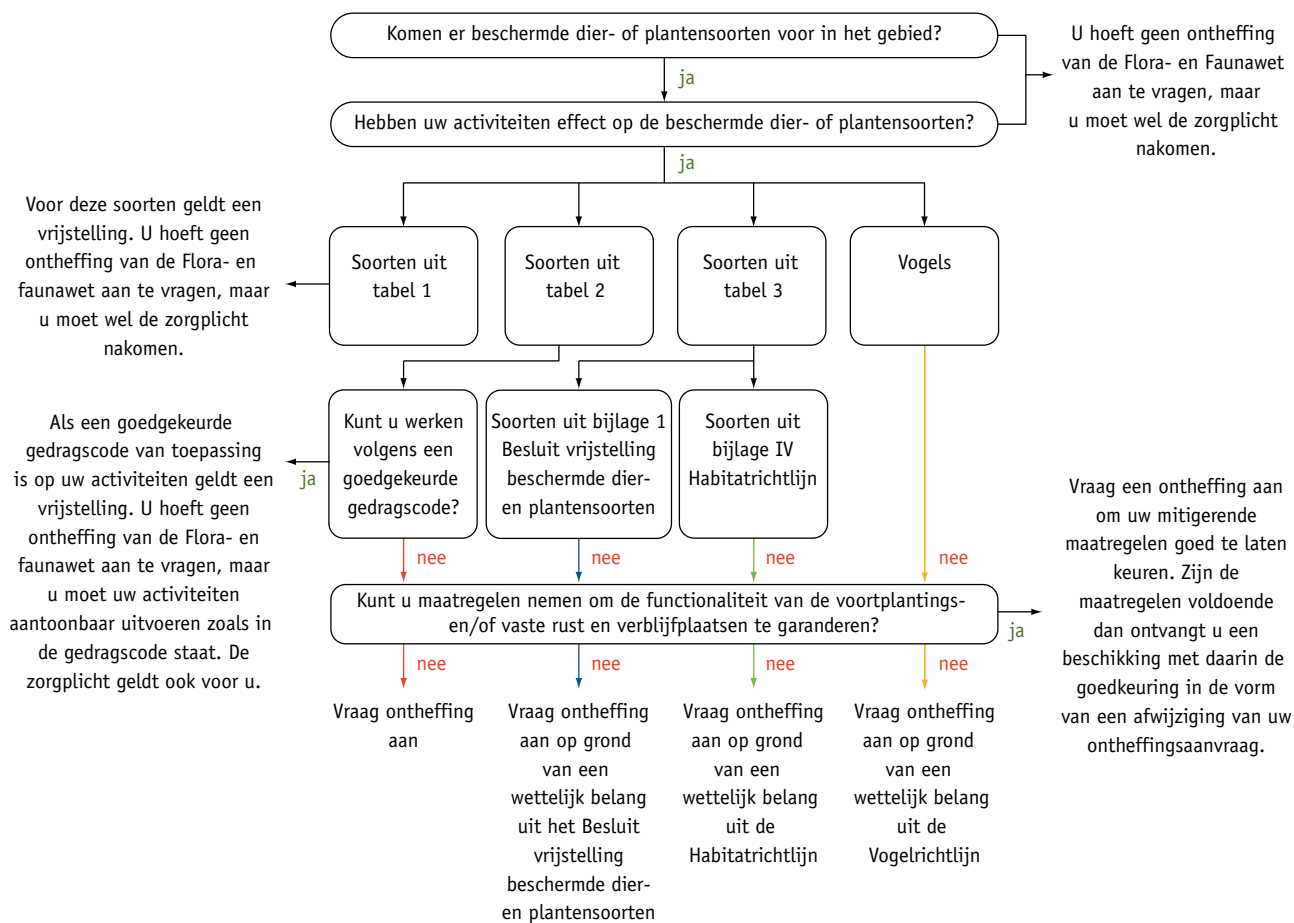 Komen er beschermde dier- of plantensoorten voor in het gebied?
U hoeft geen ontheffing
van de Flora- en Faunawet
aan te vragen, maar
u moet wel de zorgplicht
nakomen.
ja
Hebben uw activiteiten effect op de beschermde dier- of plantensoorten?
ja
Voor deze soorten geldt een
vrijstelling. U hoeft geen
ontheffing van de Flora- en
faunawet aan te vragen, maar
u moet wel de zorgplicht
nakomen.
Soorten uit
tabel 1
Soorten uit
tabel 2
Soorten uit
tabel 3
Vogels
Als een goedgekeurde
gedragscode van toepassing
is op uw activiteiten geldt een
vrijstelling. U hoeft geen
ontheffing van de Flora- en
faunawet aan te vragen, maar
u moet uw activiteiten
aantoonbaar uitvoeren zoals in
de gedragscode staat. De
zorgplicht geldt ook voor u.
ja
Kunt u werken
volgens een
goedgekeurde
gedragscode?
Soorten uit bijlage 1
Besluit vrijstelling
beschermde dier-
en plantensoorten
Soorten uit
bijlage IV
Habitatrichtlijn
nee
nee
nee
nee
Kunt u maatregelen nemen om de functionaliteit van de voortplantings-
en/of vaste rust en verblijfplaatsen te garanderen?
ja
Vraag een ontheffing aan
om uw mitigerende
maatregelen goed te laten
keuren. Zijn de
maatregelen voldoende
dan ontvangt u een
beschikking met daarin de
goedkeuring in de vorm
van een afwijziging van uw
ontheffingsaanvraag.
nee
nee
nee
nee
Vraag ontheffing
aan
Vraag ontheffing
aan op grond
van een
wettelijk belang
uit het Besluit
vrijstelling
beschermde dier-
en plantensoorten
Vraag ontheffing
aan op grond
van een
wettelijk belang
uit de
Habitatrichtlijn
Vraag ontheffing
aan op grond
van een
wettelijk belang
uit de
Vogelrichtlijn